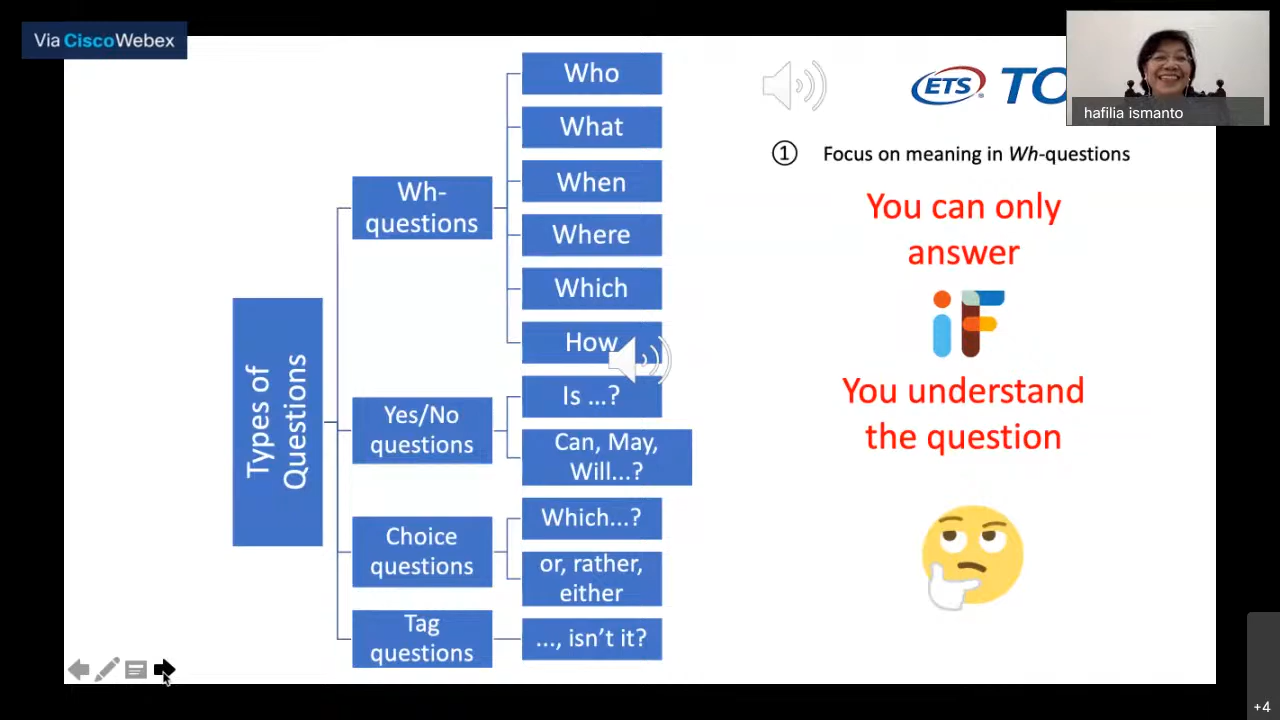 Via CiscoWebex
Types of
Questions
Wh-
questions
Who
What
When
Where
Which
How
Yes/No
questions
Is ...?
Can, May,
Will...?
Choice
questions
Which...?
or, rather,
either
Tag
questions
..., isn't it?
ETS
TO
hafilia ismanto
① Focus on meaning in Wh-questions
You can only
answer
iF
You understand
the question
+4